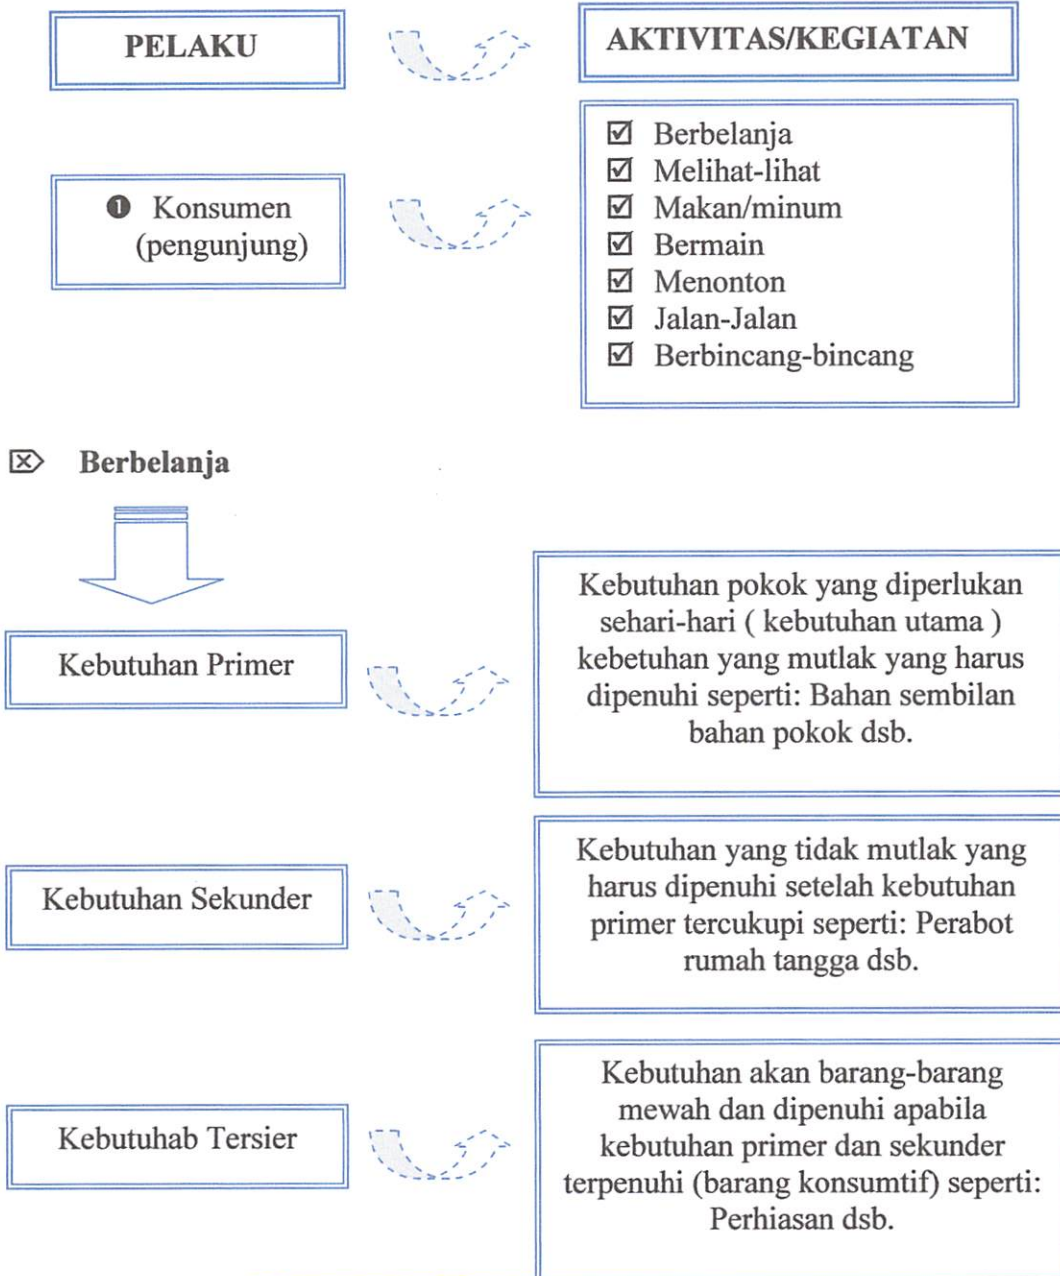 PELAKU
AKTIVITAS/KEGIATAN
❶ Konsumen
(pengunjung)
☑ Berbelanja
☑ Melihat-lihat
☑ Makan/minum
☑ Bermain
☑ Menonton
☑ Jalan-Jalan
☑ Berbincang-bincang
⌦ Berbelanja
Kebutuhan Primer
Kebutuhan pokok yang diperlukan
sehari-hari ( kebutuhan utama )
kebetuhan yang mutlak yang harus
dipenuhi seperti: Bahan sembilan
bahan pokok dsb.
Kebutuhan Sekunder
Kebutuhan yang tidak mutlak yang
harus dipenuhi setelah kebutuhan
primer tercukupi seperti: Perabot
rumah tangga dsb.
Kebutuhab Tersier
Kebutuhan akan barang-barang
mewah dan dipenuhi apabila
kebutuhan primer dan sekunder
terpenuhi (barang konsumtif) seperti:
Perhiasan dsb.